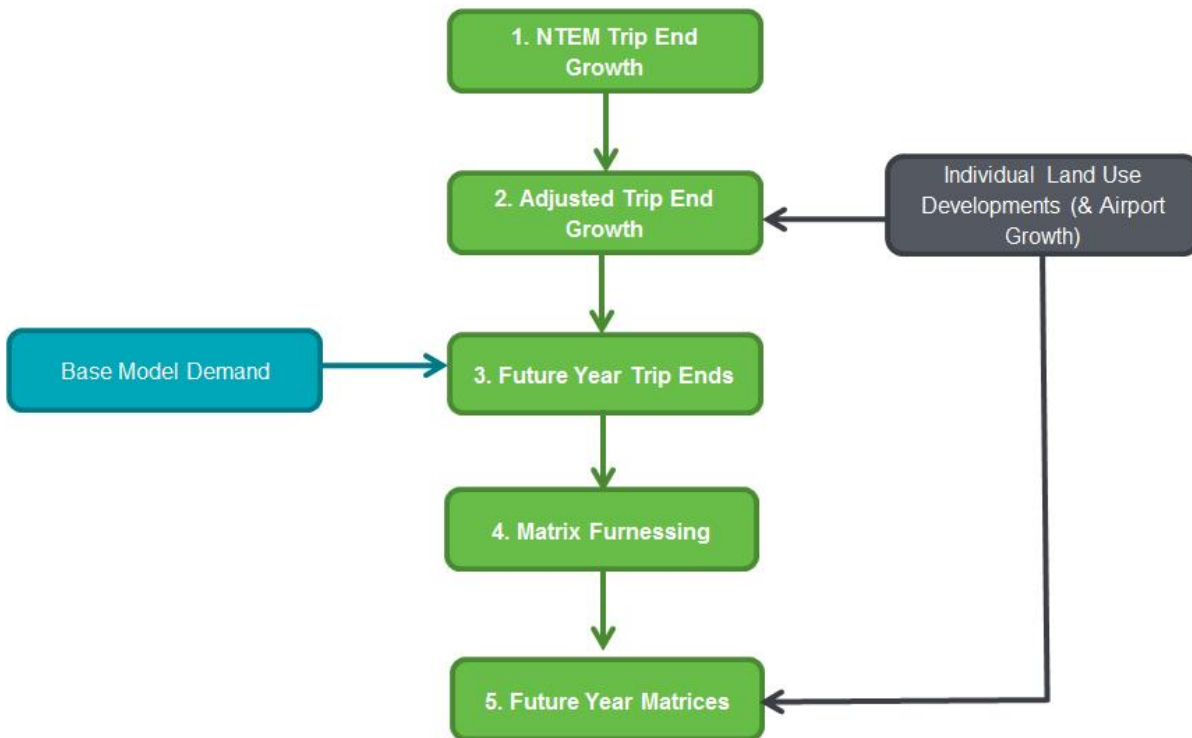 1. NTEM Trip End
Growth
2. Adjusted Trip End
Growth
Individual Land Use
Developments (& Airport
Growth)
Base Model Demand
3. Future Year Trip Ends
4. Matrix Furnessing
5. Future Year Matrices